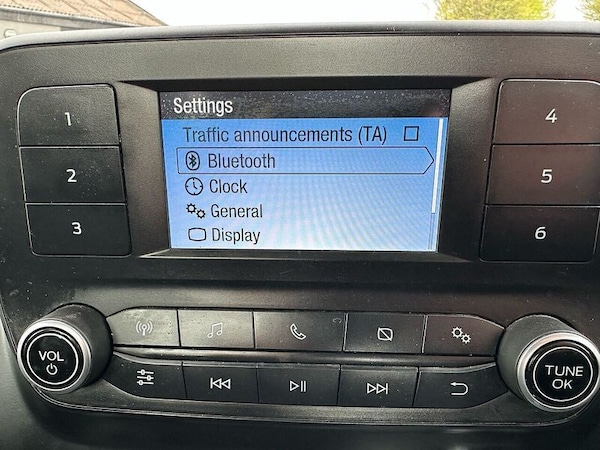 Settings
Traffic announcements (TA)
Bluetooth
Clock
General
Display
1
2
3
4
5
6
VOL
TUNE
OK